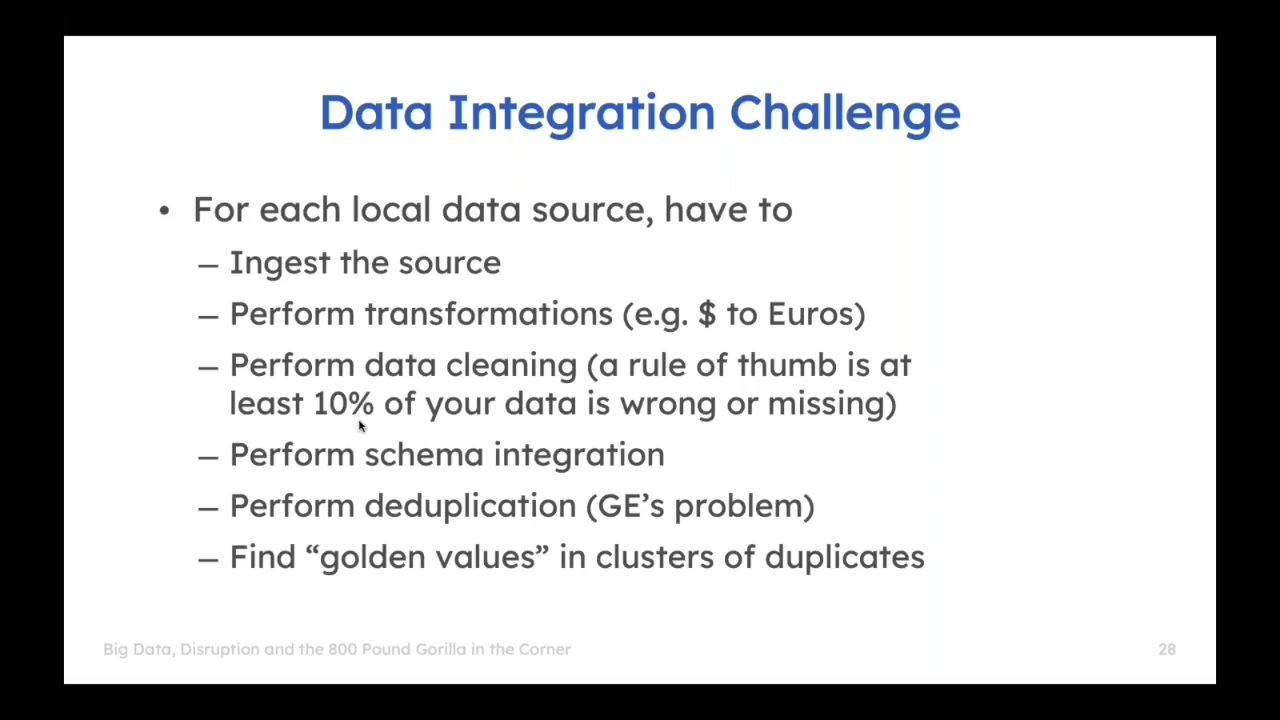 Data Integration Challenge
• For each local data source, have to
– Ingest the source
– Perform transformations (e.g. $ to Euros)
– Perform data cleaning (a rule of thumb is at
least 10% of your data is wrong or missing)
– Perform schema integration
– Perform deduplication (GE’s problem)
– Find “golden values” in clusters of duplicates
Big Data, Disruption and the 800 Pound Gorilla in the Corner
28